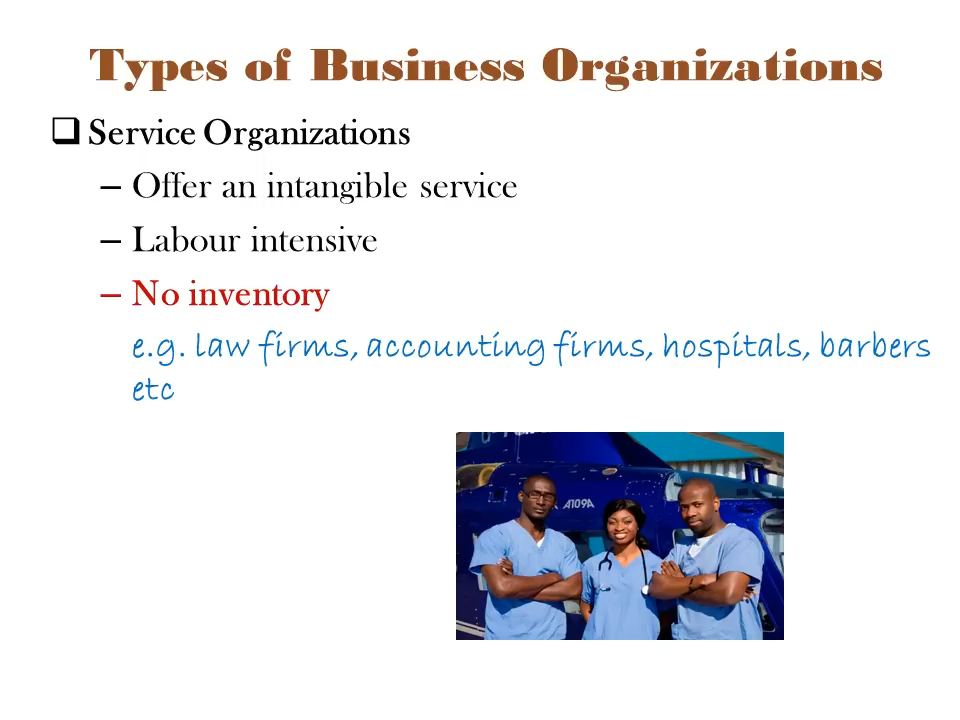 Types of Business Organizations
❑ Service Organizations
– Offer an intangible service
– Labour intensive
– No inventory
e.g. law firms, accounting firms, hospitals, barbers
etc
A109A